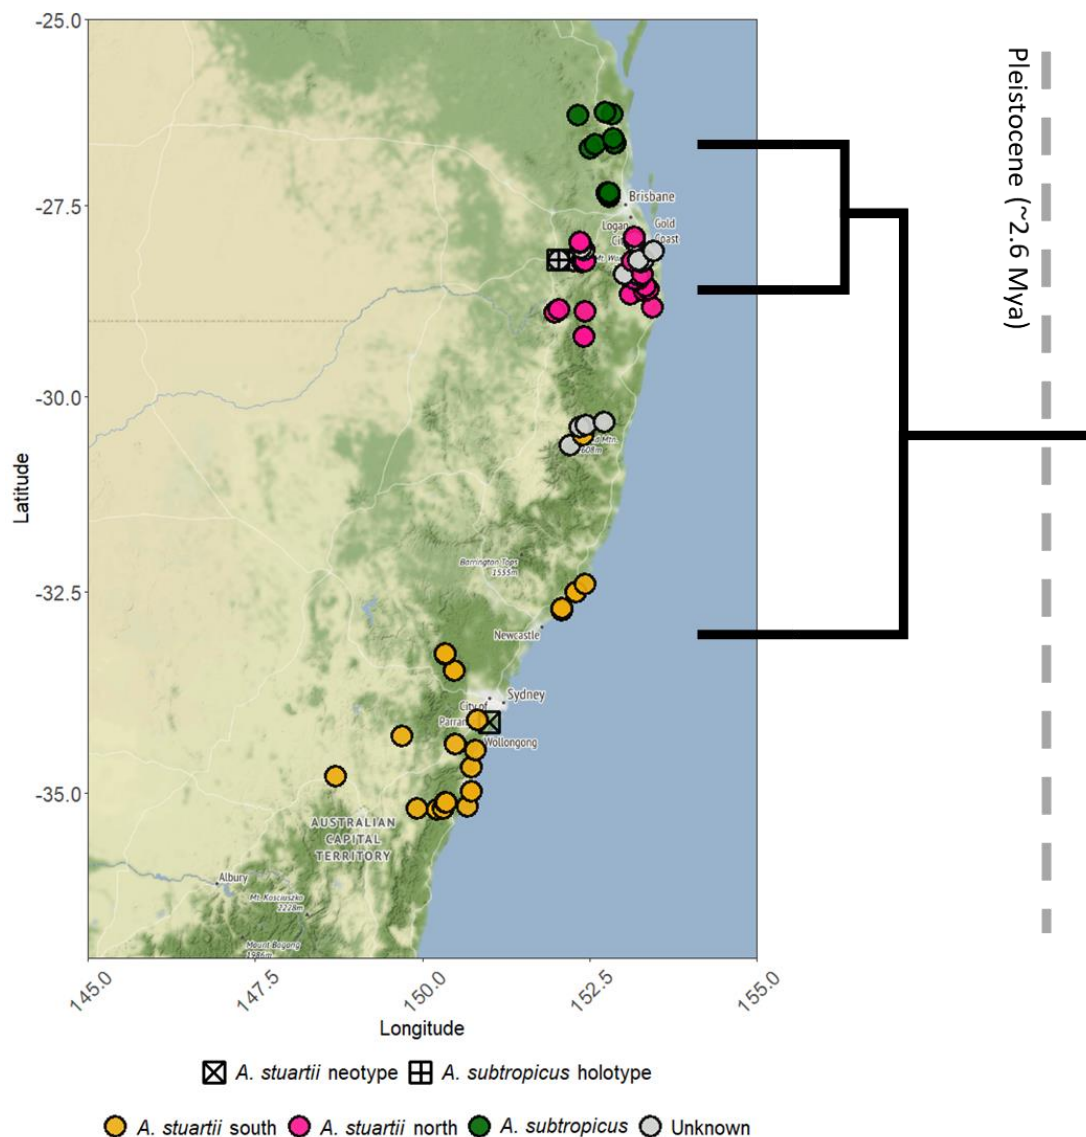 -25.0
Brisbane
-27.5
Logan
Gold
Coast
-30.0
Barrington Tops
1555m
-32.5
Newcastle
Sydney
City of
Wollongong
-35.0
AUSTRALIAN
CAPITAL
TERRITORY
Albury
Mt. Kosciuszko
2228m
Mount Bogong
1986m
Latitude
145.0
147.5
150.0
152.5
155.0
Longitude
Pleistocene (~2.6 Mya)
A. stuartii neotype A. subtropicus holotype
A. stuartii south A. stuartii north A. subtropicus Unknown